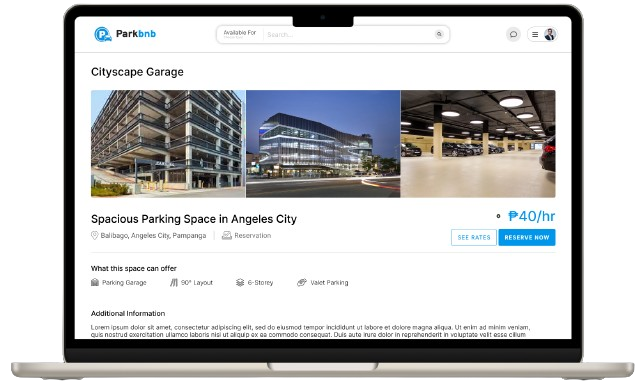 Parkbnb
Available For
Search...
Cityscape Garage
Spacious Parking Space in Angeles City
₱40/hr
Balibago, Angeles City, Pampanga
Reservation
SEE RATES
RESERVE NOW
What this space can offer
Parking Garage
90° Layout
6-Storey
Valet Parking
Additional Information
Lorem ipsum dolor sit amet, consectetur adipiscing elit, sed do eiusmod tempor incididunt ut labore et dolore magna aliqua. Ut enim ad minim veniam,
quis nostrud exercitation ullamco laboris nisi ut aliquip ex ea commodo consequat. Duis aute irure dolor in reprehenderit in voluptate velit esse cillum